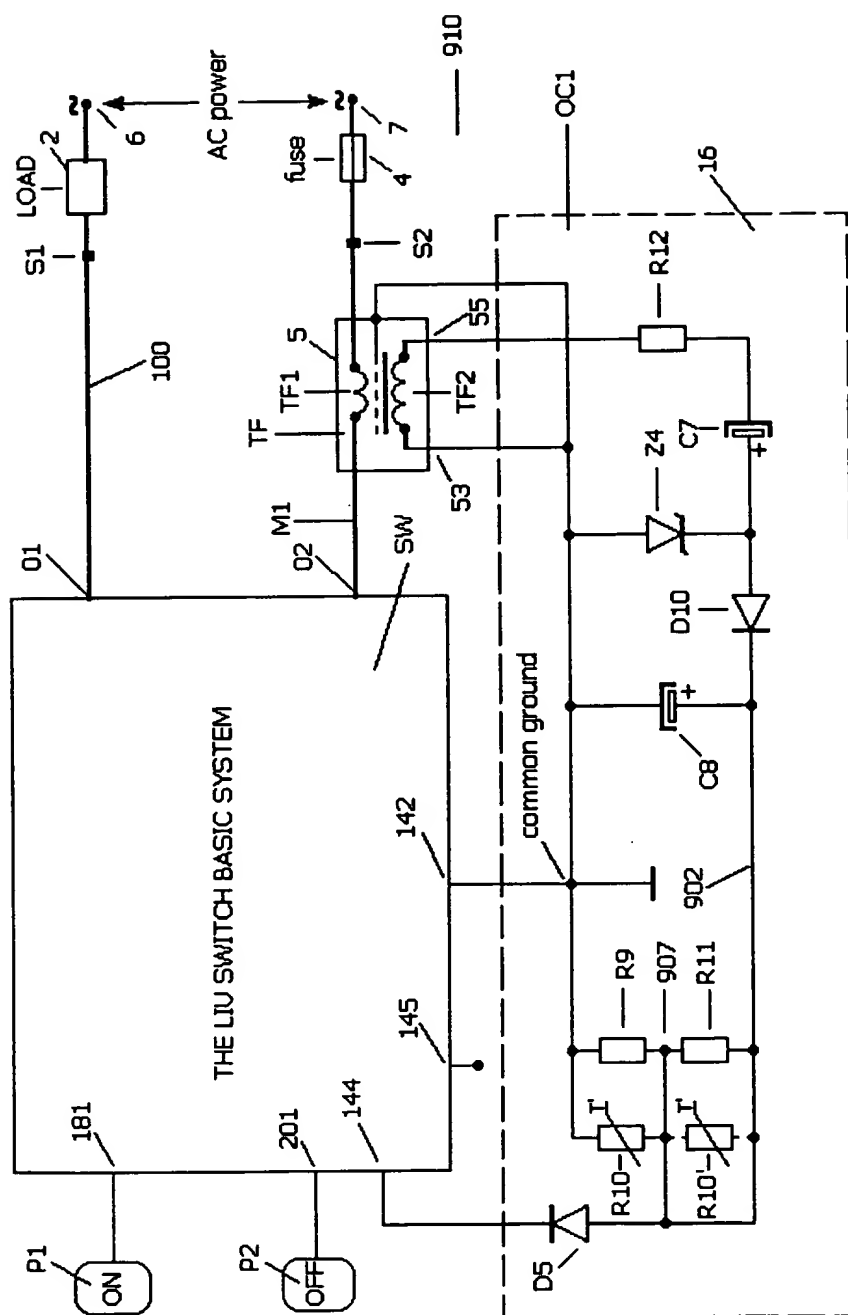 P1
ON
181
P2
OFF
201
144
THE LIU SWITCH BASIC SYSTEM
145
142
SW
01
02
100
S1
LOAD
2
6
AC power
fuse
4
7
S2
M1
TF
TF1
5
TF2
53
55
910
OC1
16
common ground
D5
R10
T'
R10'
T'
R9
907
R11
902
C8
+
D10
Z4
C7
+
R12